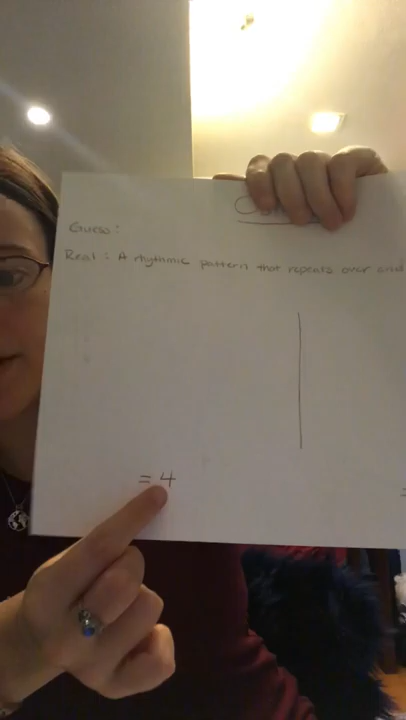 Guess:
Real: A rhythmic pattern that repeats over and
= 4
=